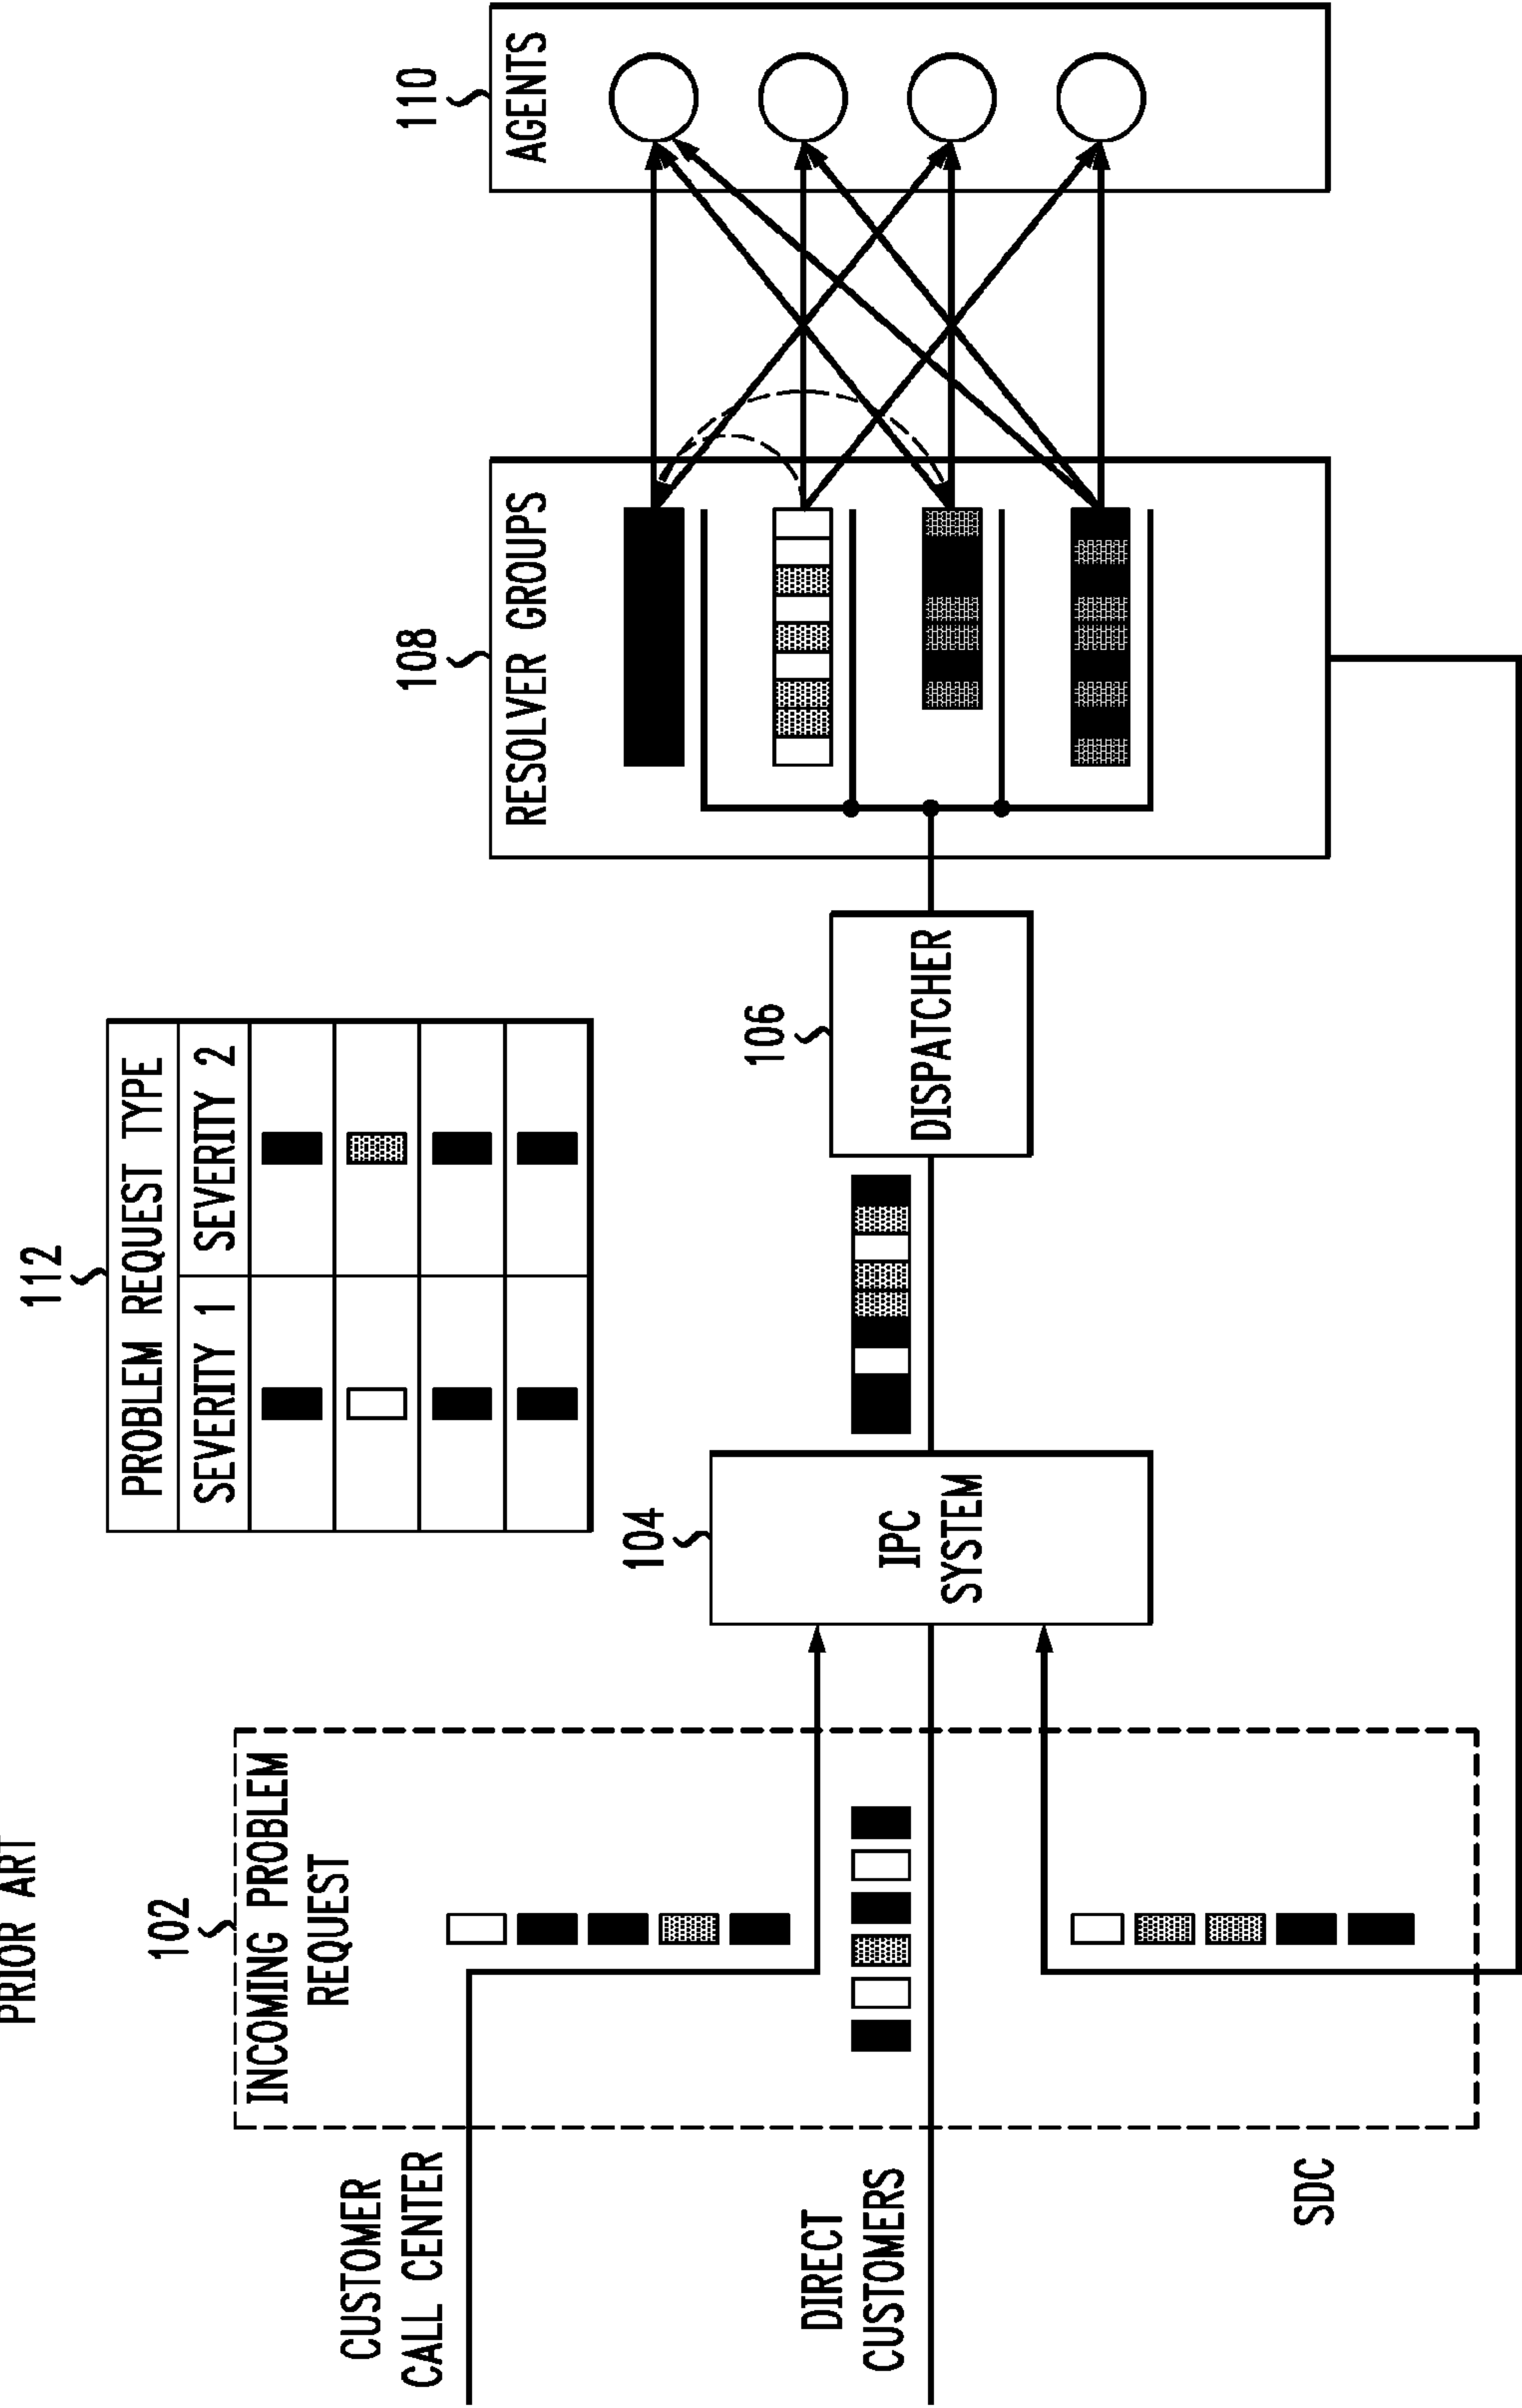 PRIOR ART
102
INCOMING PROBLEM
REQUEST
CUSTOMER
CALL CENTER
DIRECT
CUSTOMERS
SDC
104
IPC
SYSTEM
112
PROBLEM REQUEST TYPE
SEVERITY 1 SEVERITY 2
106
DISPATCHER
108
RESOLVER GROUPS
110
AGENTS